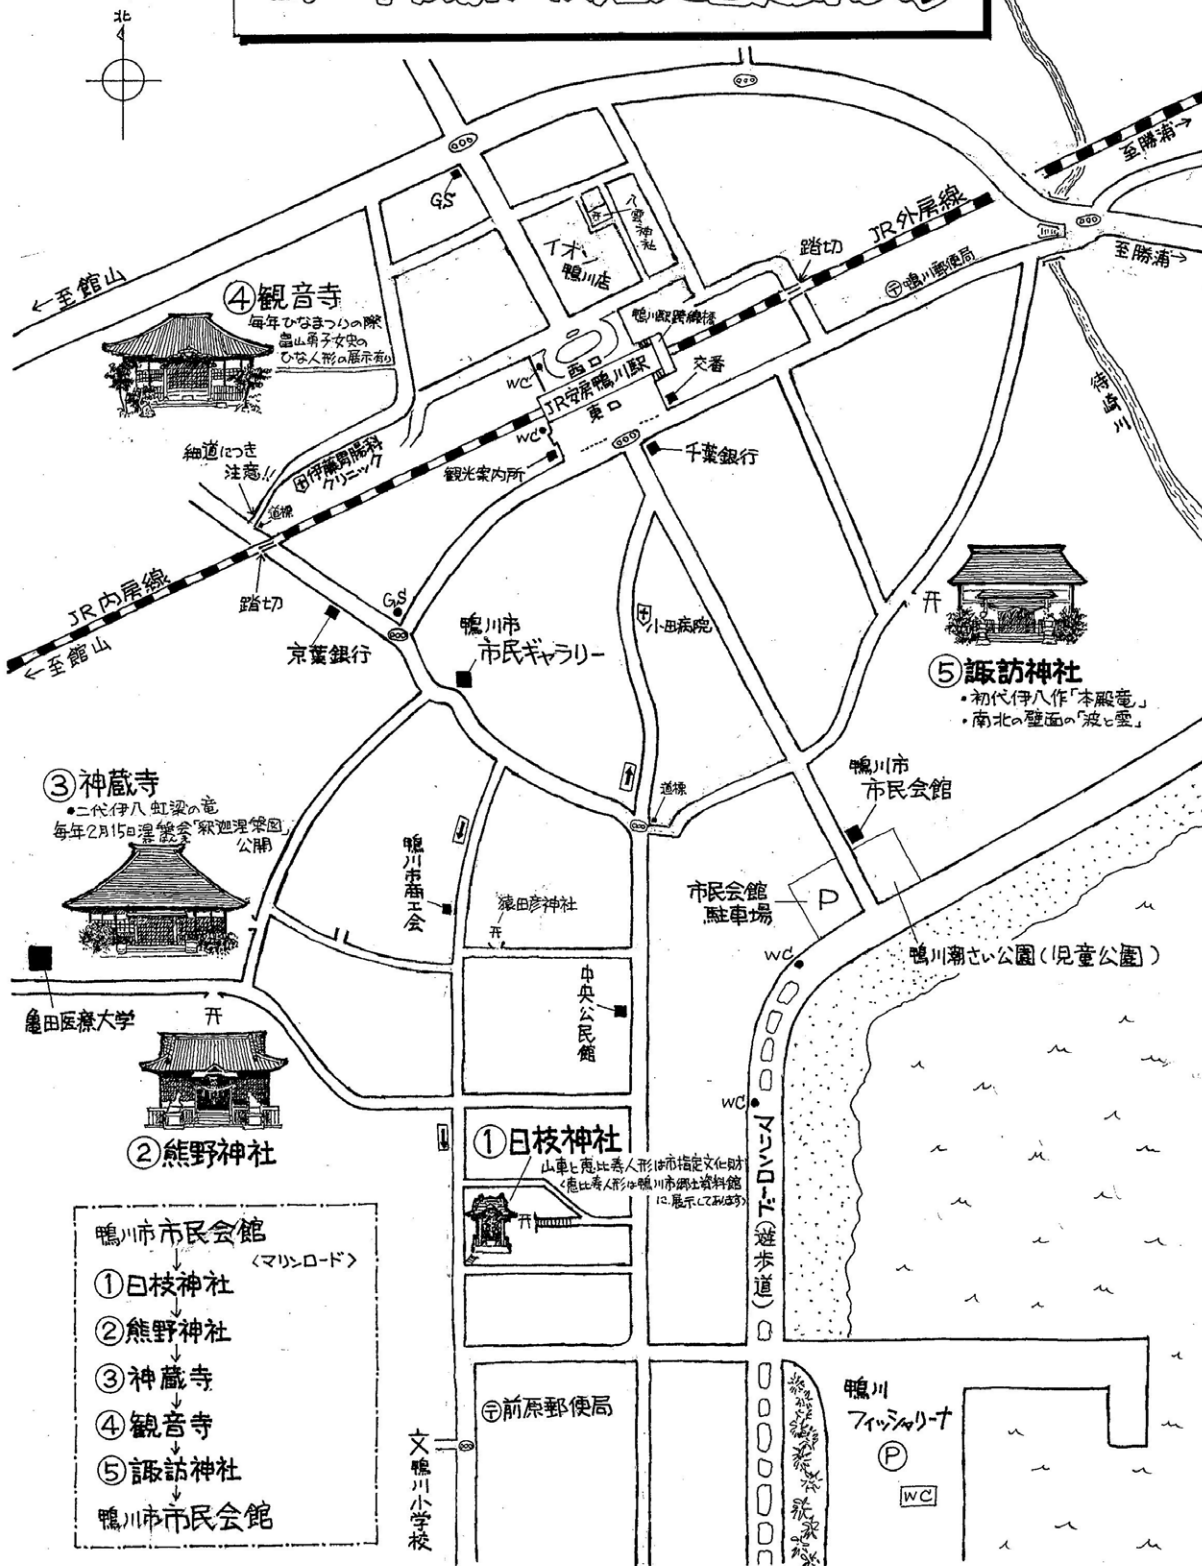 北
至勝浦→
JR外房線
踏切
至勝浦→
〒鴨川郵便局
GS
八雲神社
イオン
鴨川店
←至館山
④観音寺
毎年ひなまつりの際
畠山勇子女史の
ひな人形の展示有り
鴨川駅跨線橋
西口
WC
JR安房鴨川駅
交番
東口
WC
千葉銀行
観光案内所
待崎川
細道につき
注意!!
伊藤胃腸科
クリニック
道標
JR内房線
踏切
←至館山
GS
京葉銀行
鴨川市
市民ギャラリー
小田病院
⑤諏訪神社
・初代伊八作「本殿竜」
・南北の壁面の「波と雲」
③神蔵寺
・二代伊八 虹梁の竜
毎年2月15日涅槃会「釈迦涅槃図」
公開
鴨川市
市民会館
道標
鴨川市商工会
猿田彦神社
市民会館
駐車場
P
WC
鴨川潮さい公園(児童公園)
亀田医療大学
中央公民館
②熊野神社
WC
マリンロード(遊歩道)
①日枝神社
山車と恵比寿人形は市指定文化財
(恵比寿人形は鴨川市郷土資料館
に展示してあります)
鴨川市市民会館
↓〈マリンロード〉
①日枝神社
↓
②熊野神社
↓
③神蔵寺
↓
④観音寺
↓
⑤諏訪神社
↓
鴨川市市民会館
〒前原郵便局
文 鴨川小学校
鴨川
フィッシャリーナ
P
WC